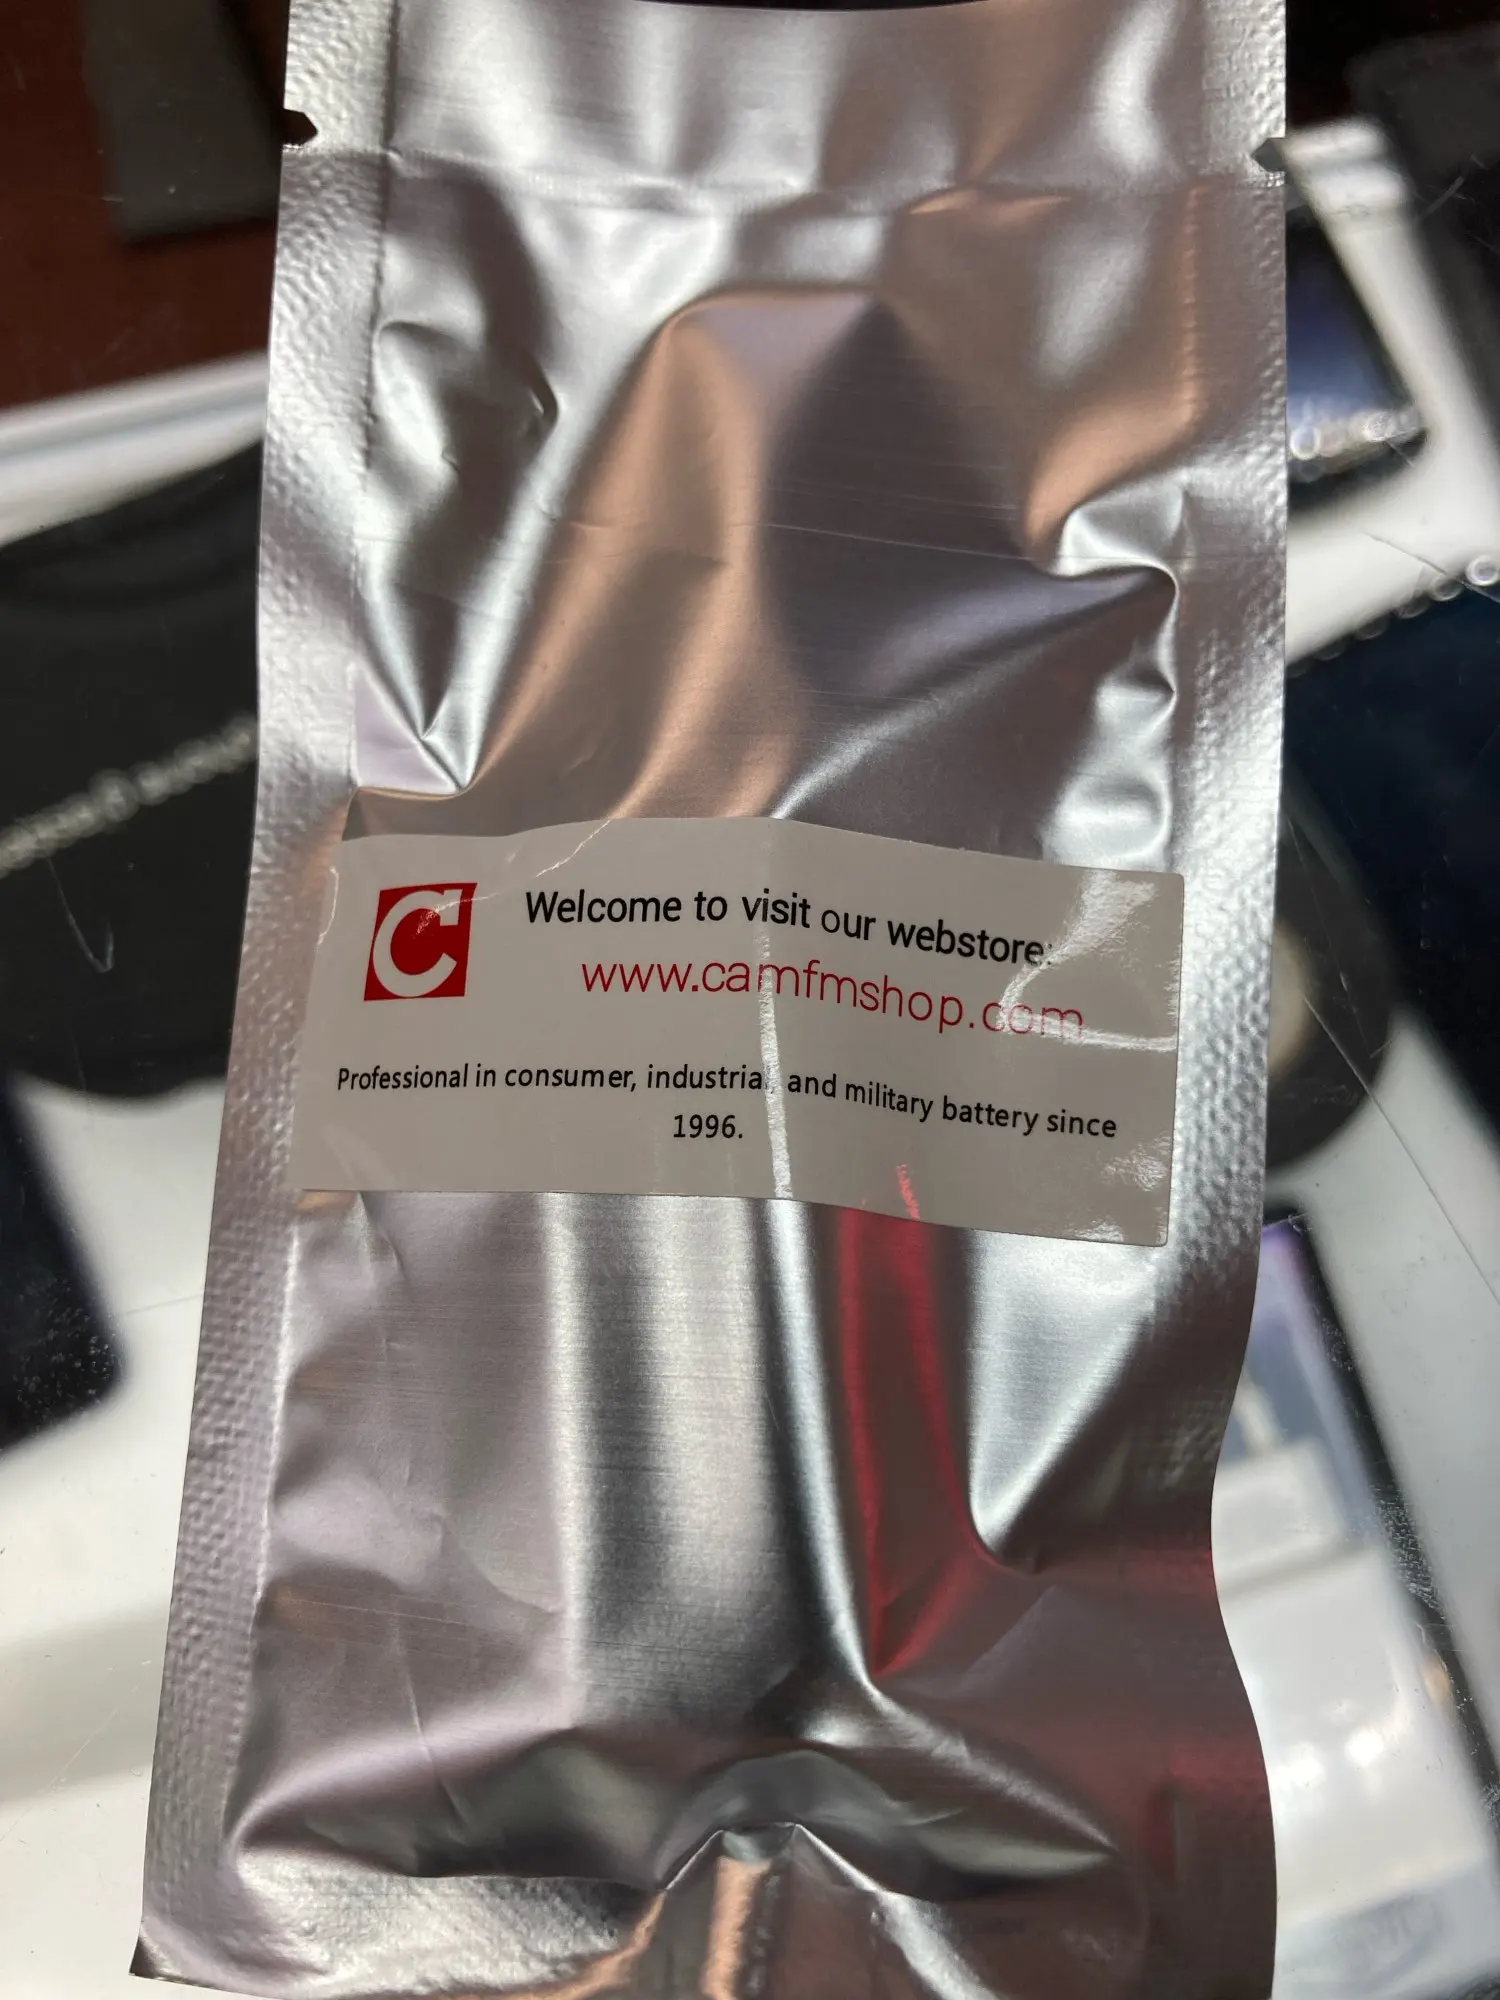 C
Welcome to visit our webstore:
www.camfmshop.com
Professional in consumer, industrial, and military battery since
1996.